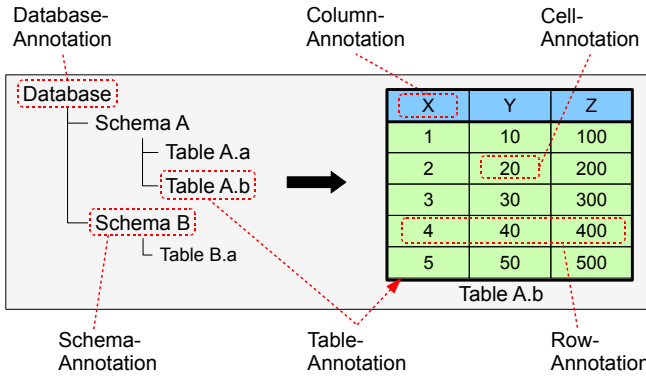 Database-
Annotation
Column-
Annotation
Cell-
Annotation
Database
Schema A
Table A.a
Table A.b
Schema B
Table B.a
X Y Z
1 10 100
2 20 200
3 30 300
4 40 400
5 50 500
Table A.b
Schema-
Annotation
Table-
Annotation
Row-
Annotation